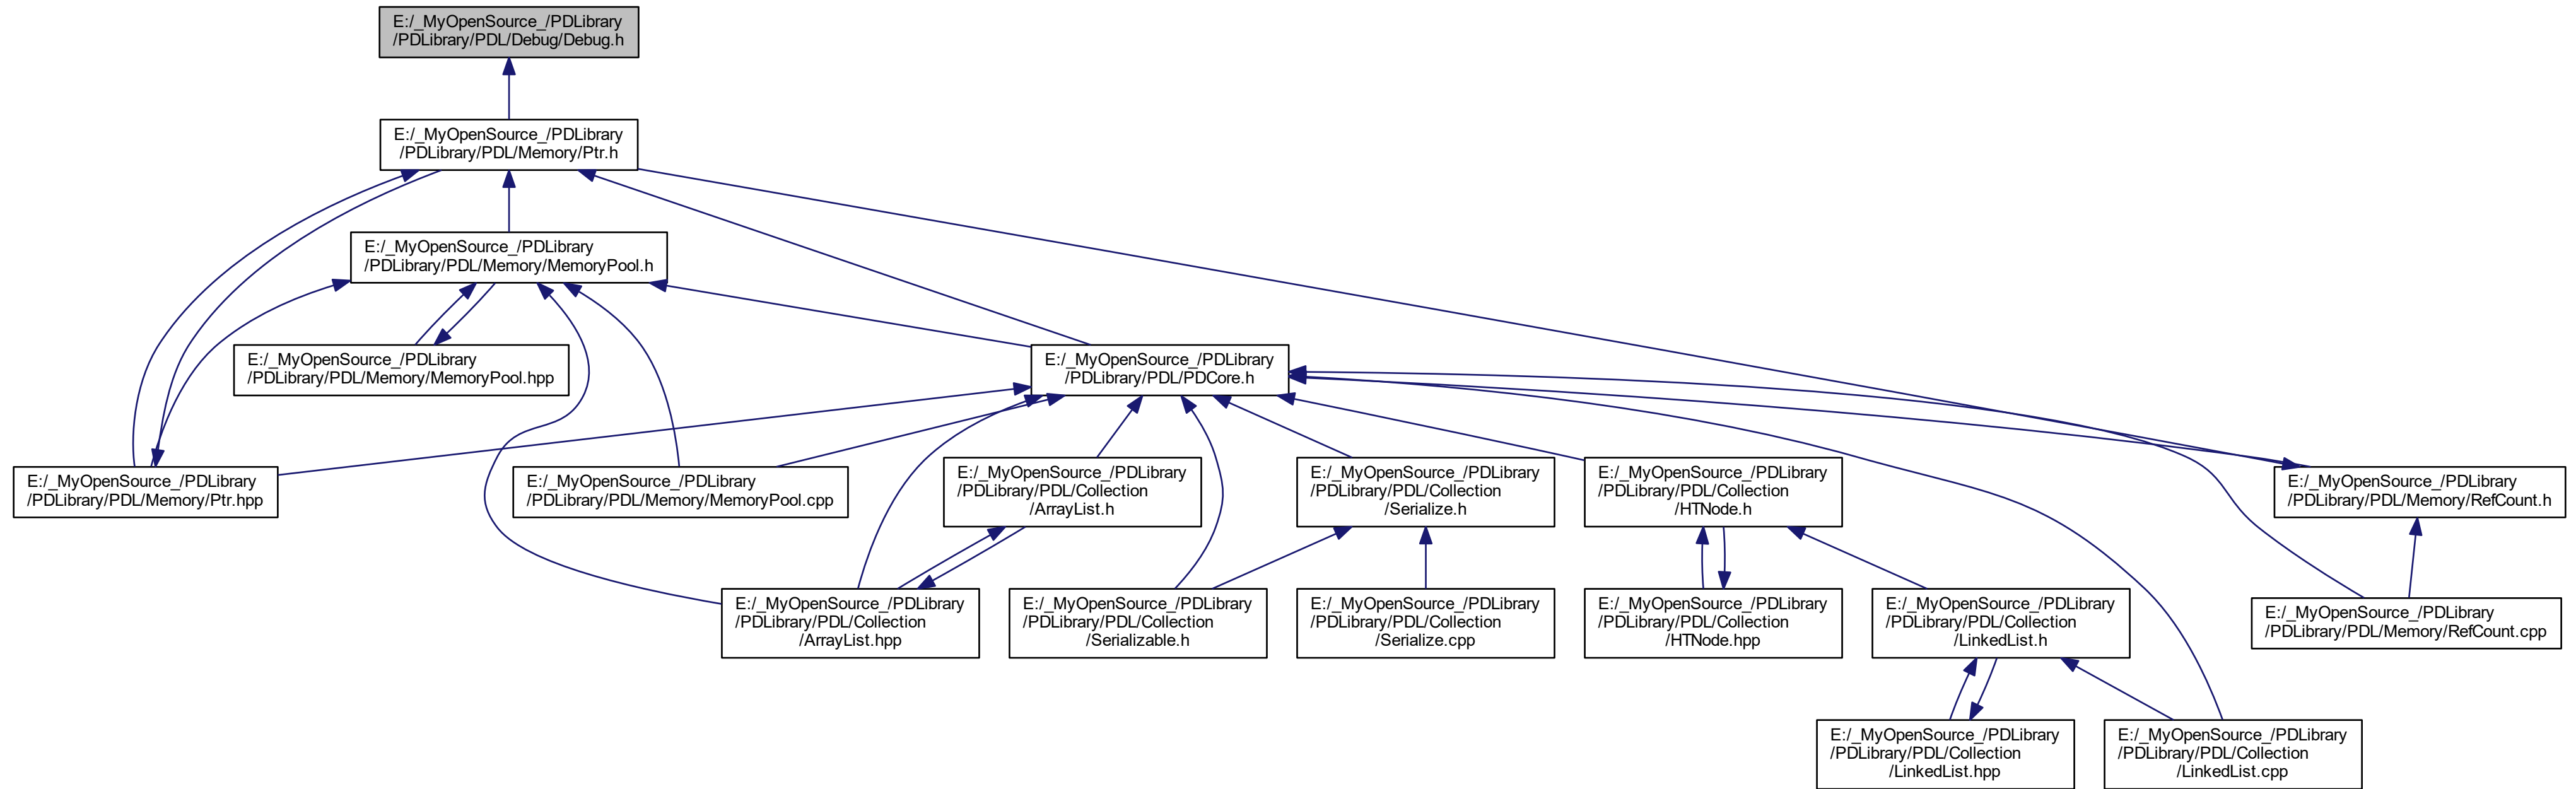 E:/_MyOpenSource_/PDLibrary
/PDLibrary/PDL/Debug/Debug.h
E:/_MyOpenSource_/PDLibrary
/PDLibrary/PDL/Memory/Ptr.h
E:/_MyOpenSource_/PDLibrary
/PDLibrary/PDL/Memory/MemoryPool.h
E:/_MyOpenSource_/PDLibrary
/PDLibrary/PDL/Memory/MemoryPool.hpp
E:/_MyOpenSource_/PDLibrary
/PDLibrary/PDL/PDCore.h
E:/_MyOpenSource_/PDLibrary
/PDLibrary/PDL/Memory/Ptr.hpp
E:/_MyOpenSource_/PDLibrary
/PDLibrary/PDL/Memory/MemoryPool.cpp
E:/_MyOpenSource_/PDLibrary
/PDLibrary/PDL/Collection
/ArrayList.h
E:/_MyOpenSource_/PDLibrary
/PDLibrary/PDL/Collection
/Serialize.h
E:/_MyOpenSource_/PDLibrary
/PDLibrary/PDL/Collection
/HTNode.h
E:/_MyOpenSource_/PDLibrary
/PDLibrary/PDL/Memory/RefCount.h
E:/_MyOpenSource_/PDLibrary
/PDLibrary/PDL/Collection
/ArrayList.hpp
E:/_MyOpenSource_/PDLibrary
/PDLibrary/PDL/Collection
/Serializable.h
E:/_MyOpenSource_/PDLibrary
/PDLibrary/PDL/Collection
/Serialize.cpp
E:/_MyOpenSource_/PDLibrary
/PDLibrary/PDL/Collection
/HTNode.hpp
E:/_MyOpenSource_/PDLibrary
/PDLibrary/PDL/Collection
/LinkedList.h
E:/_MyOpenSource_/PDLibrary
/PDLibrary/PDL/Memory/RefCount.cpp
E:/_MyOpenSource_/PDLibrary
/PDLibrary/PDL/Collection
/LinkedList.hpp
E:/_MyOpenSource_/PDLibrary
/PDLibrary/PDL/Collection
/LinkedList.cpp